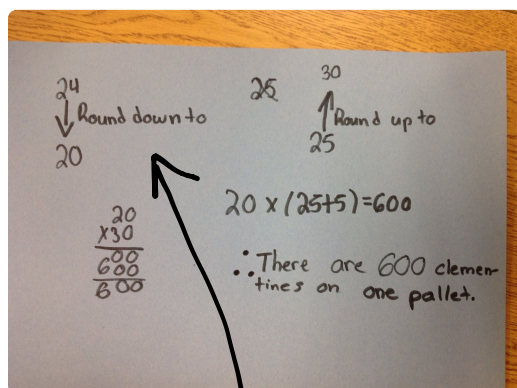 24
Round down to
20
25
30
Round up to
25
20
x30
600
600
600
20 x (25+5)=600
∴ There are 600 clemen-
tines on one pallet.